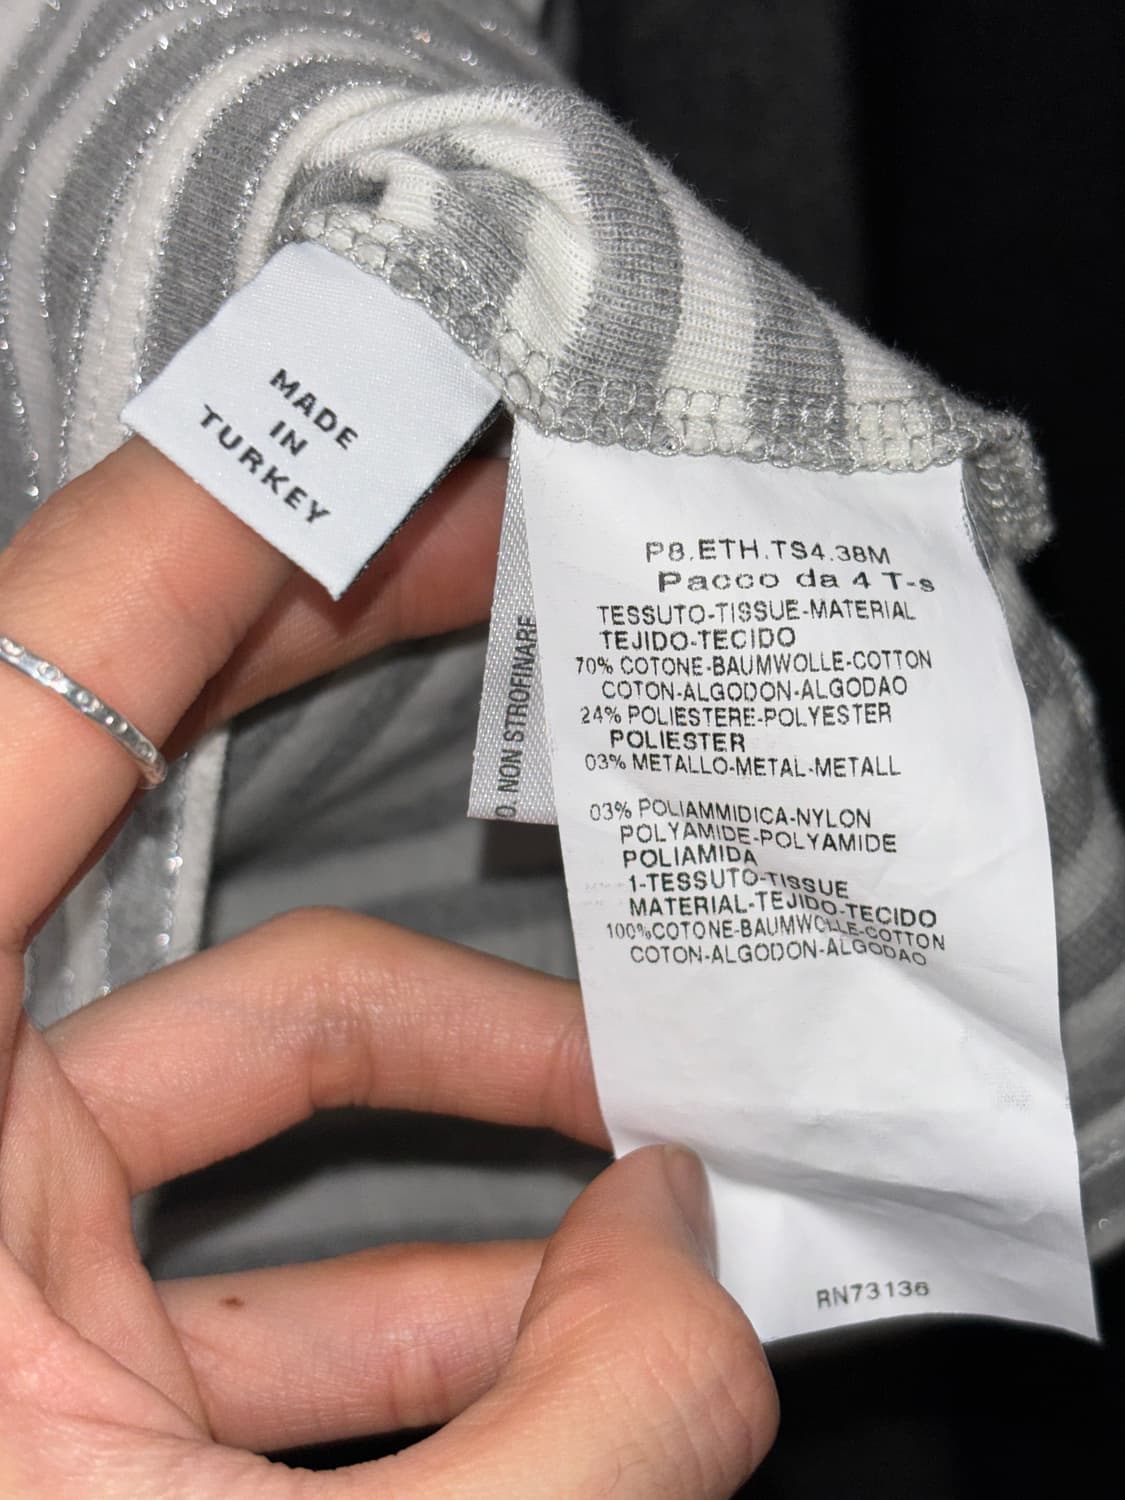 MADE
IN
TURKEY
O. NON STROFINARE
P8.ETH.TS4.38M
Pacco da 4 T-s
TESSUTO-TISSUE-MATERIAL
TEJIDO-TECIDO
70% COTONE-BAUMWOLLE-COTTON
COTON-ALGODON-ALGODAO
24% POLIESTERE-POLYESTER
POLIESTER
03% METALLO-METAL-METALL
03% POLIAMMIDICA-NYLON
POLYAMIDE-POLYAMIDE
POLIAMIDA
1-TESSUTO-TISSUE
MATERIAL-TEJIDO-TECIDO
100%COTONE-BAUMWOLLE-COTTON
COTON-ALGODON-ALGODAO
RN73136